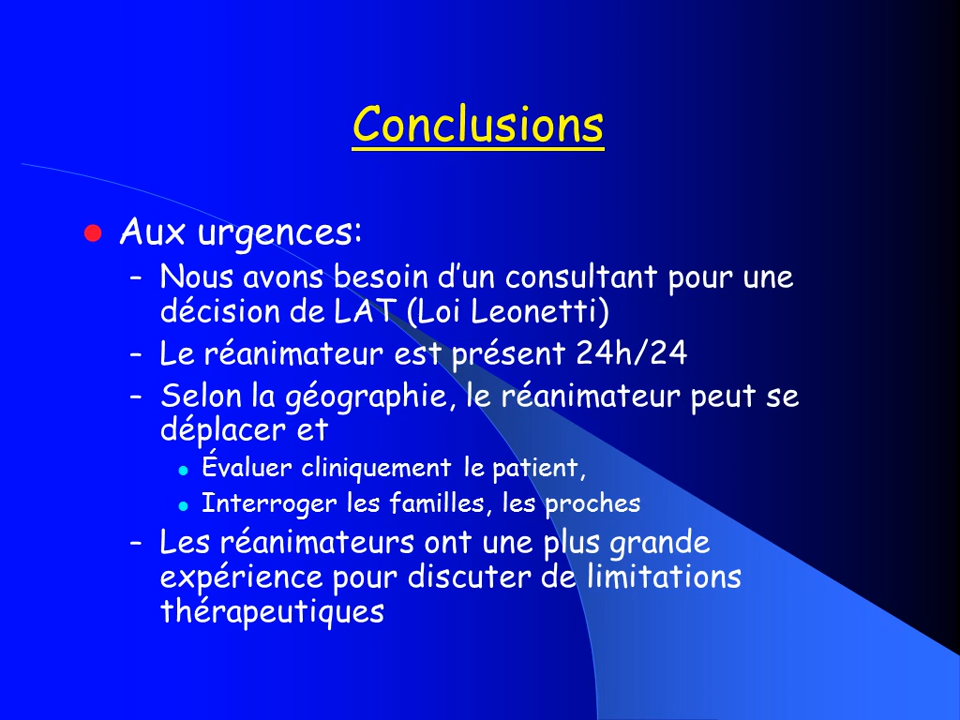 Conclusions
Aux urgences:
– Nous avons besoin d’un consultant pour une
décision de LAT (Loi Leonetti)
– Le réanimateur est présent 24h/24
– Selon la géographie, le réanimateur peut se
déplacer et
Évaluer cliniquement le patient,
Interroger les familles, les proches
– Les réanimateurs ont une plus grande
expérience pour discuter de limitations
thérapeutiques